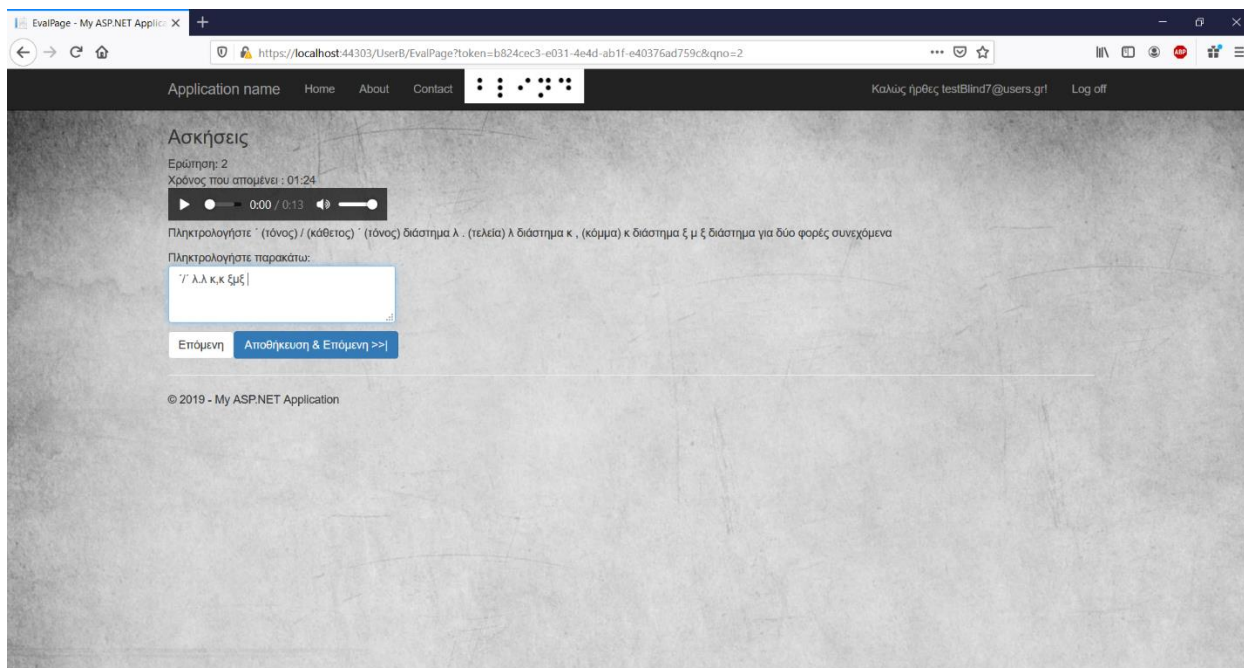 EvalPage - My ASP.NET Applica
https://localhost:44303/UserB/EvalPage?token=b824cec3-e031-4e4d-ab1f-e40376ad759c&qno=2
ABP
Application name Home About Contact ⠃⠇⠊⠝⠙ Καλώς ήρθες testBlind7@users.gr! Log off
Ασκήσεις
Ερώτηση: 2
Χρόνος που απομένει : 01:24
0:00 / 0:13
Πληκτρολογήστε ΄ (τόνος) / (κάθετος) ΄ (τόνος) διάστημα λ . (τελεία) λ διάστημα κ , (κόμμα) κ διάστημα ξ μ ξ διάστημα για δύο φορές συνεχόμενα
Πληκτρολογήστε παρακάτω:
΄/΄ λ.λ κ,κ ξμξ
Επόμενη Αποθήκευση & Επόμενη >>|
© 2019 - My ASP.NET Application